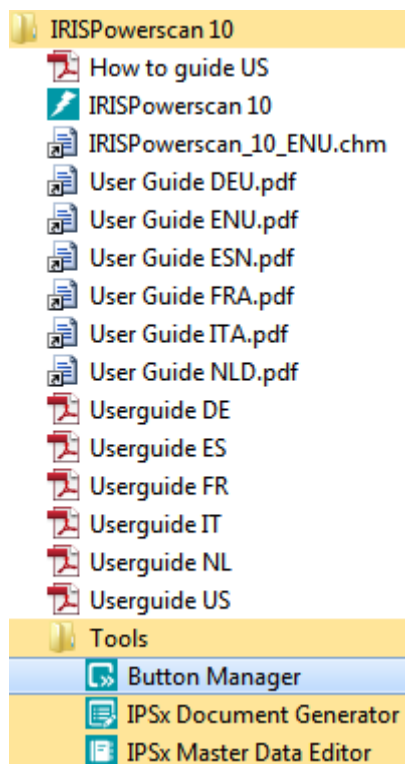 IRISPowerscan 10
How to guide US
IRISPowerscan 10
IRISPowerscan_10_ENU.chm
User Guide DEU.pdf
User Guide ENU.pdf
User Guide ESN.pdf
User Guide FRA.pdf
User Guide ITA.pdf
User Guide NLD.pdf
Userguide DE
Userguide ES
Userguide FR
Userguide IT
Userguide NL
Userguide US
Tools
Button Manager
IPSx Document Generator
IPSx Master Data Editor